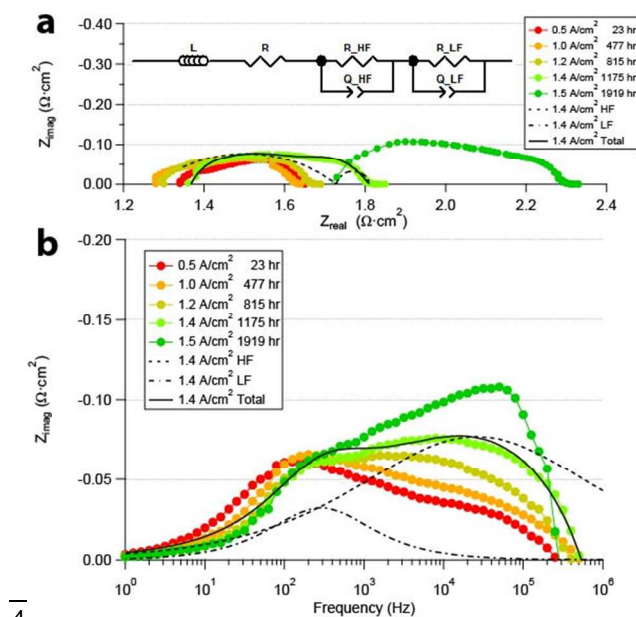 a
-0.40
-0.30
-0.20
-0.10
0.00
Z_imag (Ω·cm²)
L
R
R_HF
Q_HF
R_LF
Q_LF
0.5 A/cm² 23 hr
1.0 A/cm² 477 hr
1.2 A/cm² 815 hr
1.4 A/cm² 1175 hr
1.5 A/cm² 1919 hr
1.4 A/cm² HF
1.4 A/cm² LF
1.4 A/cm² Total
1.2
1.4
1.6
1.8
2.0
2.2
2.4
Z_real (Ω·cm²)
b
-0.20
-0.15
-0.10
-0.05
0.00
Z_imag (Ω·cm²)
0.5 A/cm² 23 hr
1.0 A/cm² 477 hr
1.2 A/cm² 815 hr
1.4 A/cm² 1175 hr
1.5 A/cm² 1919 hr
1.4 A/cm² HF
1.4 A/cm² LF
1.4 A/cm² Total
10⁰
10¹
10²
10³
10⁴
10⁵
10⁶
Frequency (Hz)